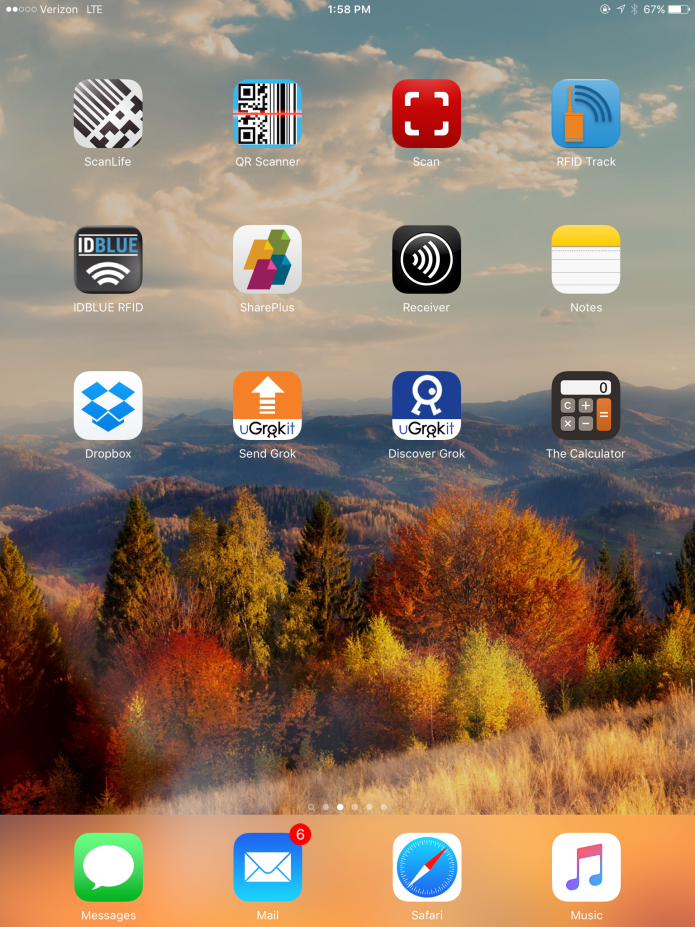 Verizon LTE 1:58 PM 67%
ScanLife QR Scanner Scan RFID Track
IDBLUE
IDBLUE RFID SharePlus Receiver Notes
uGrokit uGrokit 0
C + = × −
Dropbox Send Grok Discover Grok The Calculator
6
Messages Mail Safari Music